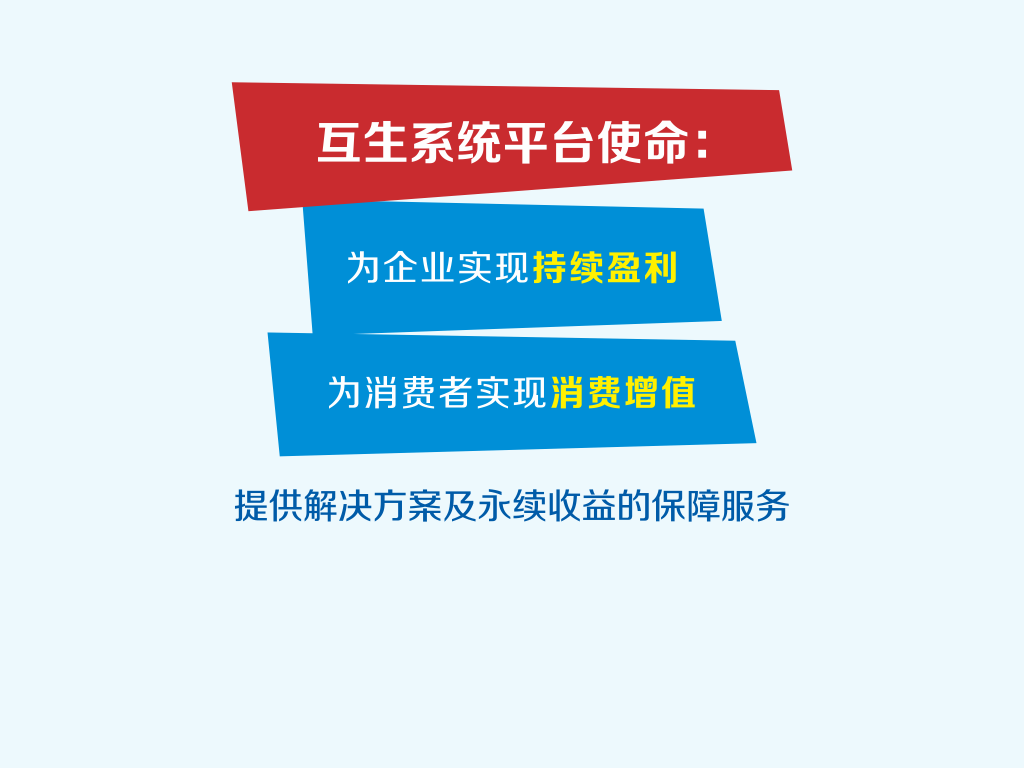 互生系统平台使命：
为企业实现持续盈利
为消费者实现消费增值
提供解决方案及永续收益的保障服务